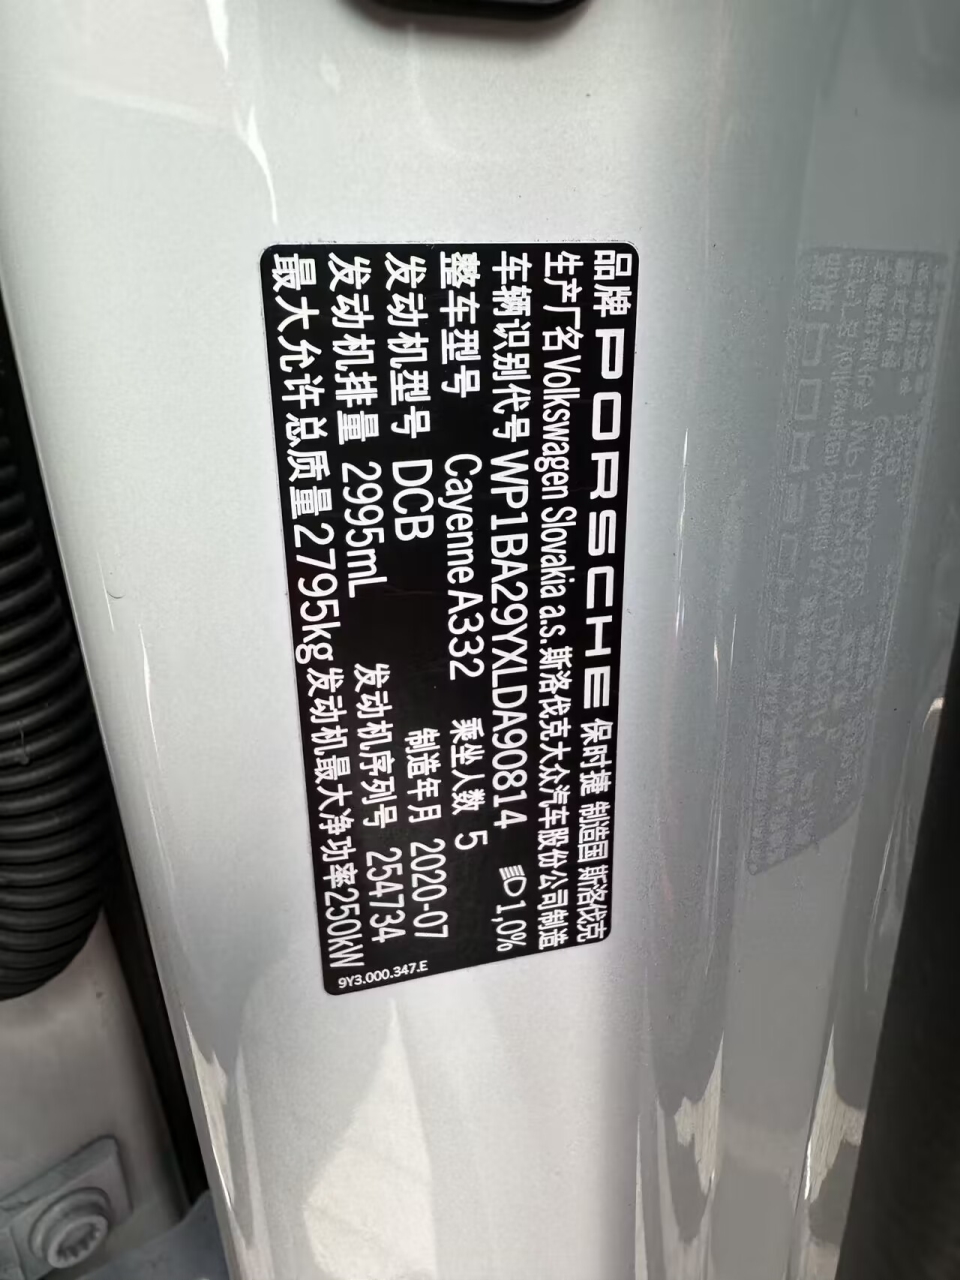 品牌 PORSCHE 保时捷 制造国 斯洛伐克
生产厂名 Volkswagen Slovakia a.s. 斯洛伐克大众汽车股份公司制造
车辆识别代号 WP1BA29YXLDA90814 1,0%
整车型号 Cayenne A332 乘坐人数 5
发动机型号 DCB 制造年月 2020-07
发动机排量 2995mL 发动机序列号 254734
最大允许总质量 2795kg 发动机最大净功率 250kW
9Y3.000.347.E